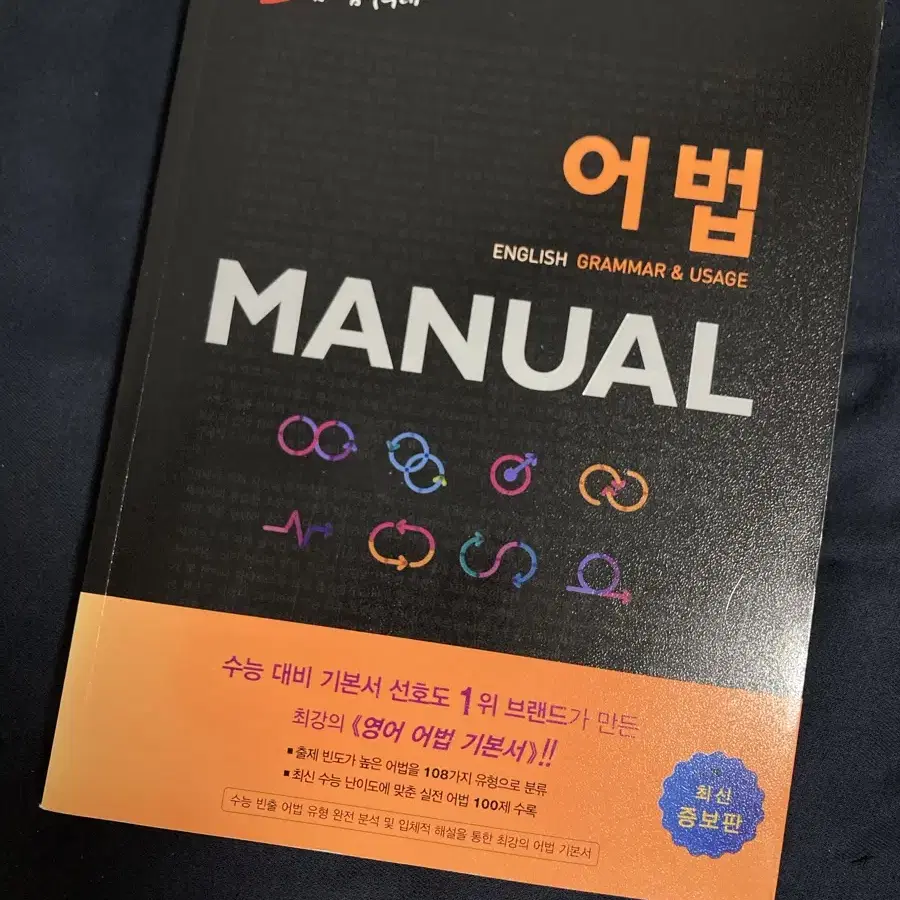 어법
ENGLISH GRAMMAR & USAGE
MANUAL
수능 대비 기본서 선호도 1위 브랜드가 만든
최강의 《영어 어법 기본서》!!
■ 출제 빈도가 높은 어법을 108가지 유형으로 분류
■ 최신 수능 난이도에 맞춘 실전 어법 100제 수록
수능 빈출 어법 유형 완전 분석 및 입체적 해설을 통한 최강의 어법 기본서
최신
증보판